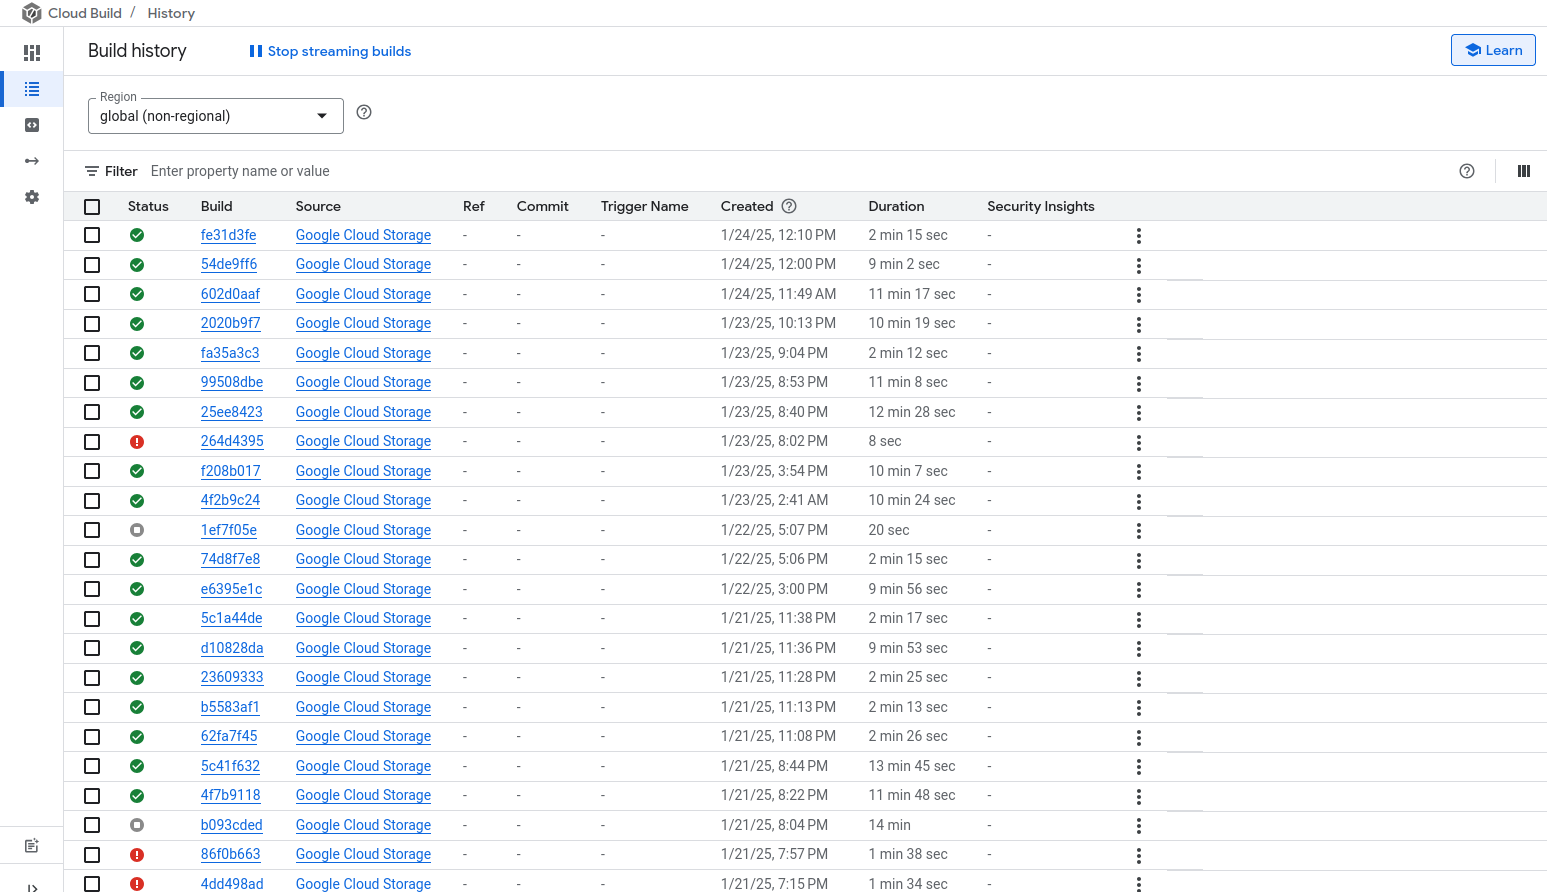 Cloud Build / History
Build history Stop streaming builds Learn
Region
global (non-regional)
Filter Enter property name or value
Status Build Source Ref Commit Trigger Name Created Duration Security Insights
fe31d3fe Google Cloud Storage - - - 1/24/25, 12:10 PM 2 min 15 sec -
54de9ff6 Google Cloud Storage - - - 1/24/25, 12:00 PM 9 min 2 sec -
602d0aaf Google Cloud Storage - - - 1/24/25, 11:49 AM 11 min 17 sec -
2020b9f7 Google Cloud Storage - - - 1/23/25, 10:13 PM 10 min 19 sec -
fa35a3c3 Google Cloud Storage - - - 1/23/25, 9:04 PM 2 min 12 sec -
99508dbe Google Cloud Storage - - - 1/23/25, 8:53 PM 11 min 8 sec -
25ee8423 Google Cloud Storage - - - 1/23/25, 8:40 PM 12 min 28 sec -
264d4395 Google Cloud Storage - - - 1/23/25, 8:02 PM 8 sec -
f208b017 Google Cloud Storage - - - 1/23/25, 3:54 PM 10 min 7 sec -
4f2b9c24 Google Cloud Storage - - - 1/23/25, 2:41 AM 10 min 24 sec -
1ef7f05e Google Cloud Storage - - - 1/22/25, 5:07 PM 20 sec -
74d8f7e8 Google Cloud Storage - - - 1/22/25, 5:06 PM 2 min 15 sec -
e6395e1c Google Cloud Storage - - - 1/22/25, 3:00 PM 9 min 56 sec -
5c1a44de Google Cloud Storage - - - 1/21/25, 11:38 PM 2 min 17 sec -
d10828da Google Cloud Storage - - - 1/21/25, 11:36 PM 9 min 53 sec -
23609333 Google Cloud Storage - - - 1/21/25, 11:28 PM 2 min 25 sec -
b5583af1 Google Cloud Storage - - - 1/21/25, 11:13 PM 2 min 13 sec -
62fa7f45 Google Cloud Storage - - - 1/21/25, 11:08 PM 2 min 26 sec -
5c41f632 Google Cloud Storage - - - 1/21/25, 8:44 PM 13 min 45 sec -
4f7b9118 Google Cloud Storage - - - 1/21/25, 8:22 PM 11 min 48 sec -
b093cded Google Cloud Storage - - - 1/21/25, 8:04 PM 14 min -
86f0b663 Google Cloud Storage - - - 1/21/25, 7:57 PM 1 min 38 sec -
4dd498ad Google Cloud Storage - - - 1/21/25, 7:15 PM 1 min 34 sec -